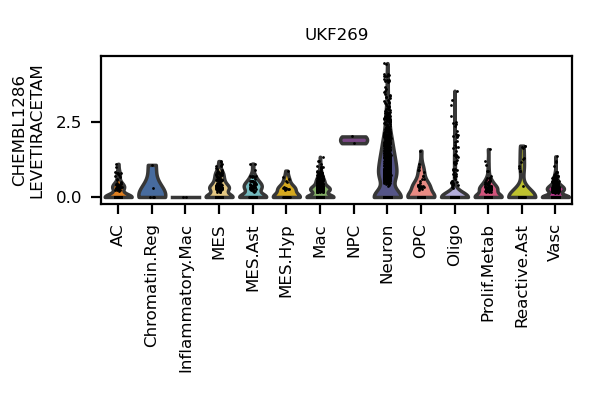 UKF269
CHEMBL1286
LEVETIRACETAM
2.5
0.0
AC
Chromatin.Reg
Inflammatory.Mac
MES
MES.Ast
MES.Hyp
Mac
NPC
Neuron
OPC
Oligo
Prolif.Metab
Reactive.Ast
Vasc